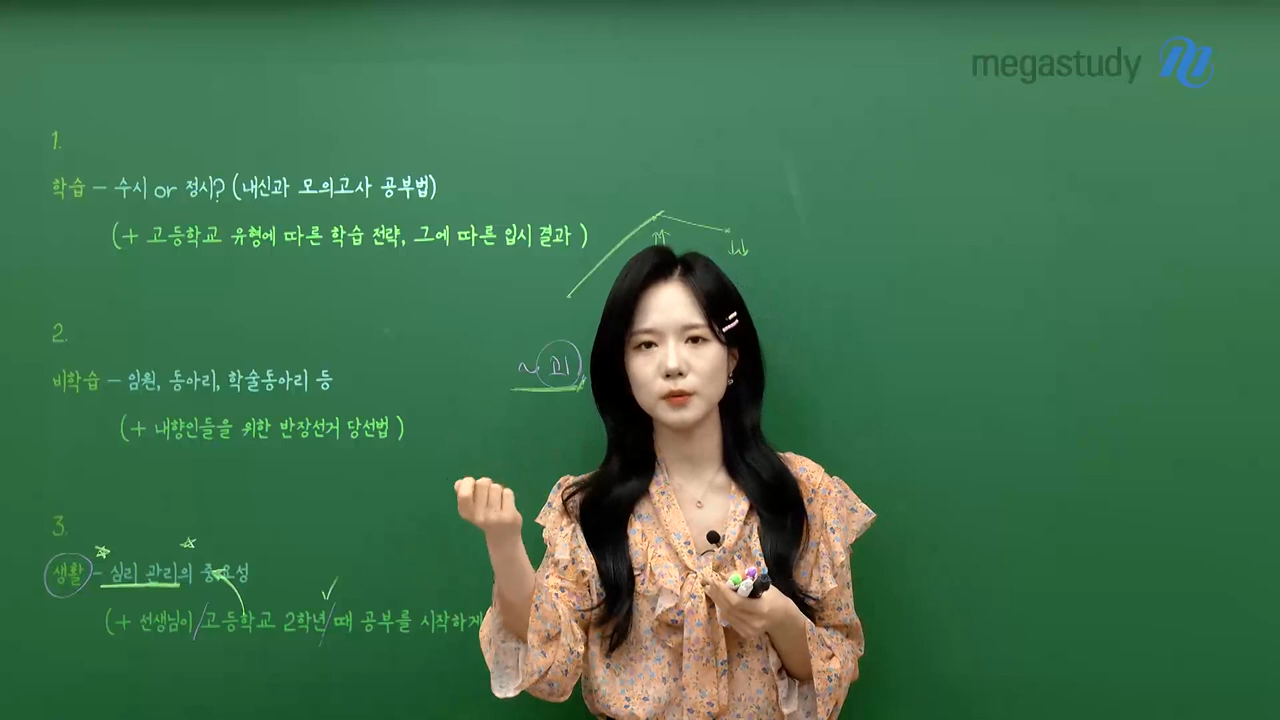 megastudy
1.
학습 - 수시 or 정시? (내신과 모의고사 공부법)
(+ 고등학교 유형에 따른 학습 전략, 그에 따른 입시 결과 )
2.
비학습 - 임원, 동아리, 학술동아리 등
~ 고1
(+ 내향인들을 위한 반장선거 당선법 )
3.
생활 - 심리 관리의 중요성
(+ 선생님이 고등학교 2학년 때 공부를 시작하게